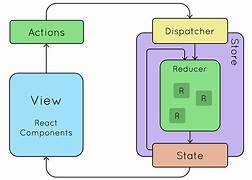 Actions
Dispatcher
Store
Reducer
R
R
R
View
React
Components
State